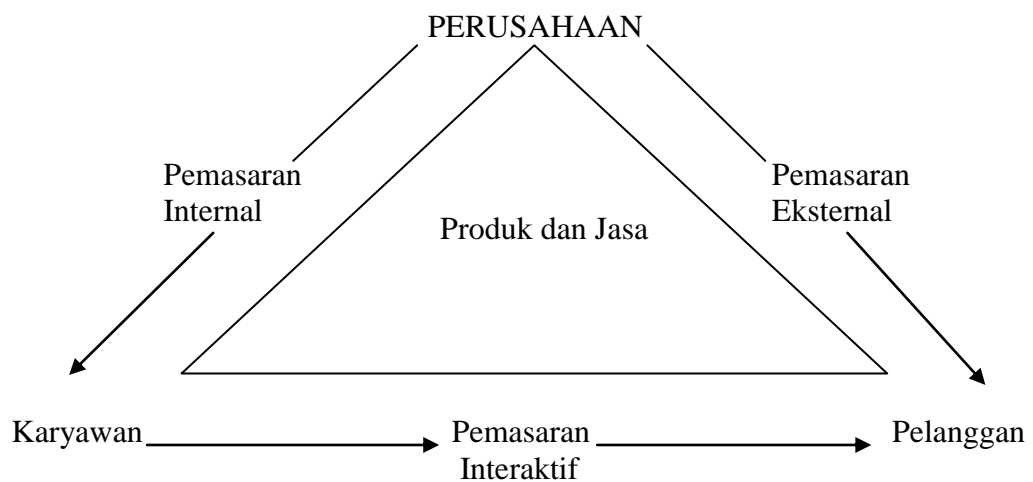 PERUSAHAAN
Pemasaran
Internal
Pemasaran
Eksternal
Produk dan Jasa
Karyawan
Pemasaran
Interaktif
Pelanggan